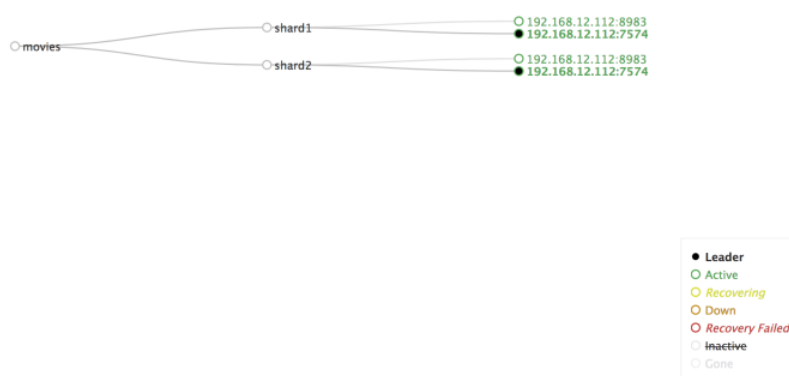 movies
shard1
192.168.12.112:8983
192.168.12.112:7574
shard2
192.168.12.112:8983
192.168.12.112:7574
Leader
Active
Recovering
Down
Recovery Failed
Inactive
Gone